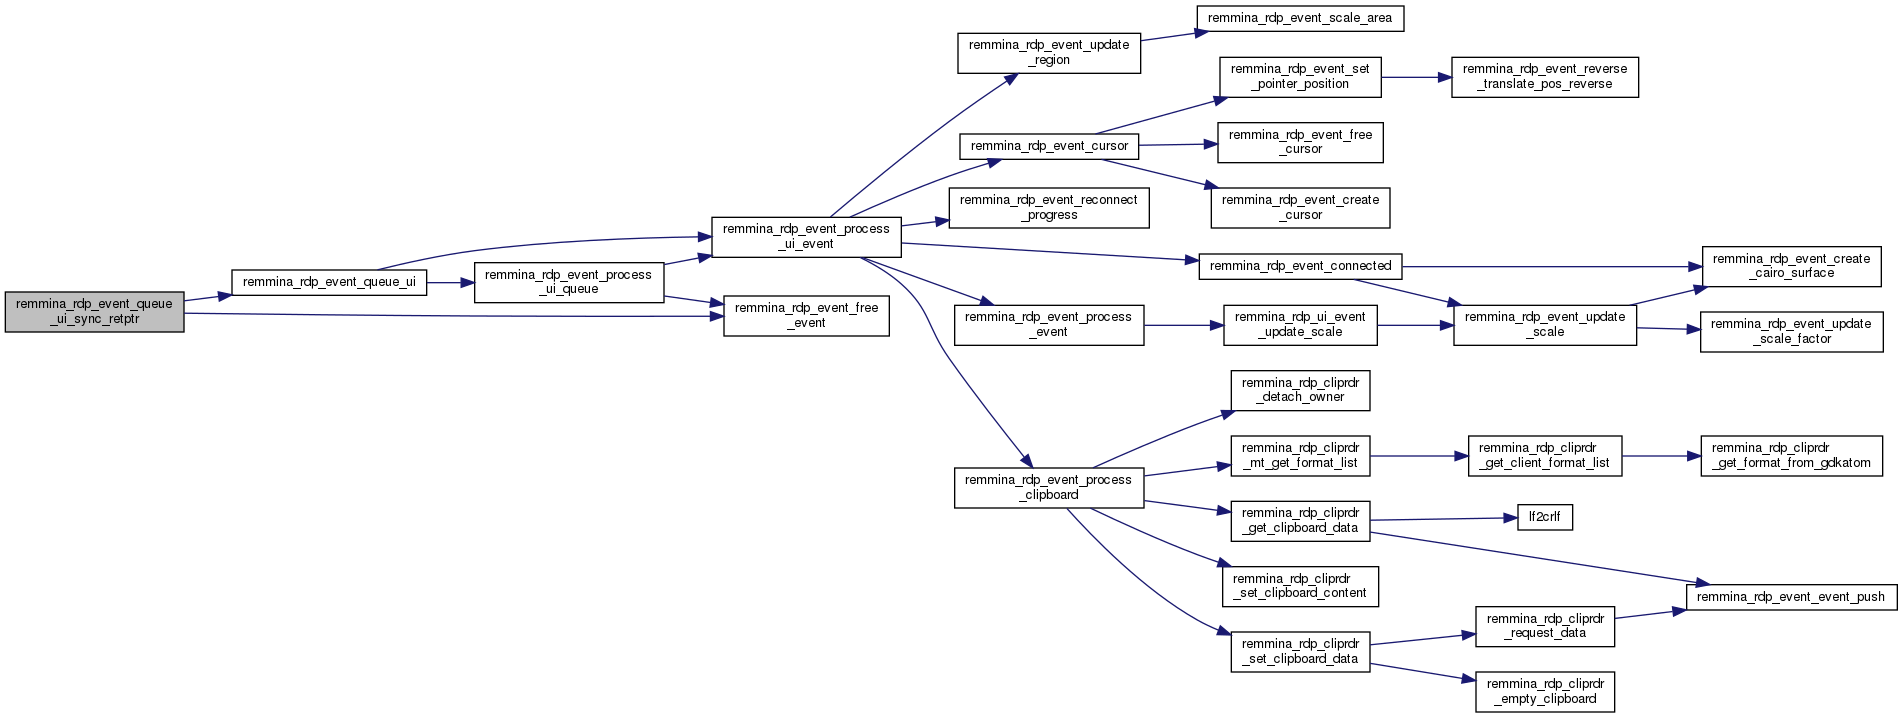 remmina_rdp_event_queue
_ui_sync_retptr
remmina_rdp_event_queue_ui
remmina_rdp_event_process
_ui_queue
remmina_rdp_event_process
_ui_event
remmina_rdp_event_free
_event
remmina_rdp_event_update
_region
remmina_rdp_event_scale_area
remmina_rdp_event_cursor
remmina_rdp_event_set
_pointer_position
remmina_rdp_event_reverse
_translate_pos_reverse
remmina_rdp_event_free
_cursor
remmina_rdp_event_create
_cursor
remmina_rdp_event_reconnect
_progress
remmina_rdp_event_connected
remmina_rdp_event_create
_cairo_surface
remmina_rdp_event_process
_event
remmina_rdp_ui_event
_update_scale
remmina_rdp_event_update
_scale
remmina_rdp_event_update
_scale_factor
remmina_rdp_event_process
_clipboard
remmina_rdp_cliprdr
_detach_owner
remmina_rdp_cliprdr
_mt_get_format_list
remmina_rdp_cliprdr
_get_client_format_list
remmina_rdp_cliprdr
_get_format_from_gdkatom
remmina_rdp_cliprdr
_get_clipboard_data
lf2crlf
remmina_rdp_cliprdr
_set_clipboard_content
remmina_rdp_event_event_push
remmina_rdp_cliprdr
_set_clipboard_data
remmina_rdp_cliprdr
_request_data
remmina_rdp_cliprdr
_empty_clipboard